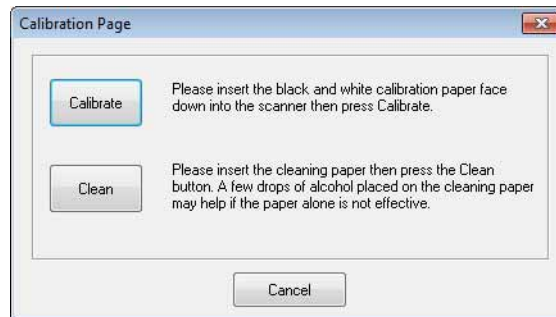 Calibration Page
Calibrate
Please insert the black and white calibration paper face
down into the scanner then press Calibrate.
Clean
Please insert the cleaning paper then press the Clean
button. A few drops of alcohol placed on the cleaning paper
may help if the paper alone is not effective.
Cancel